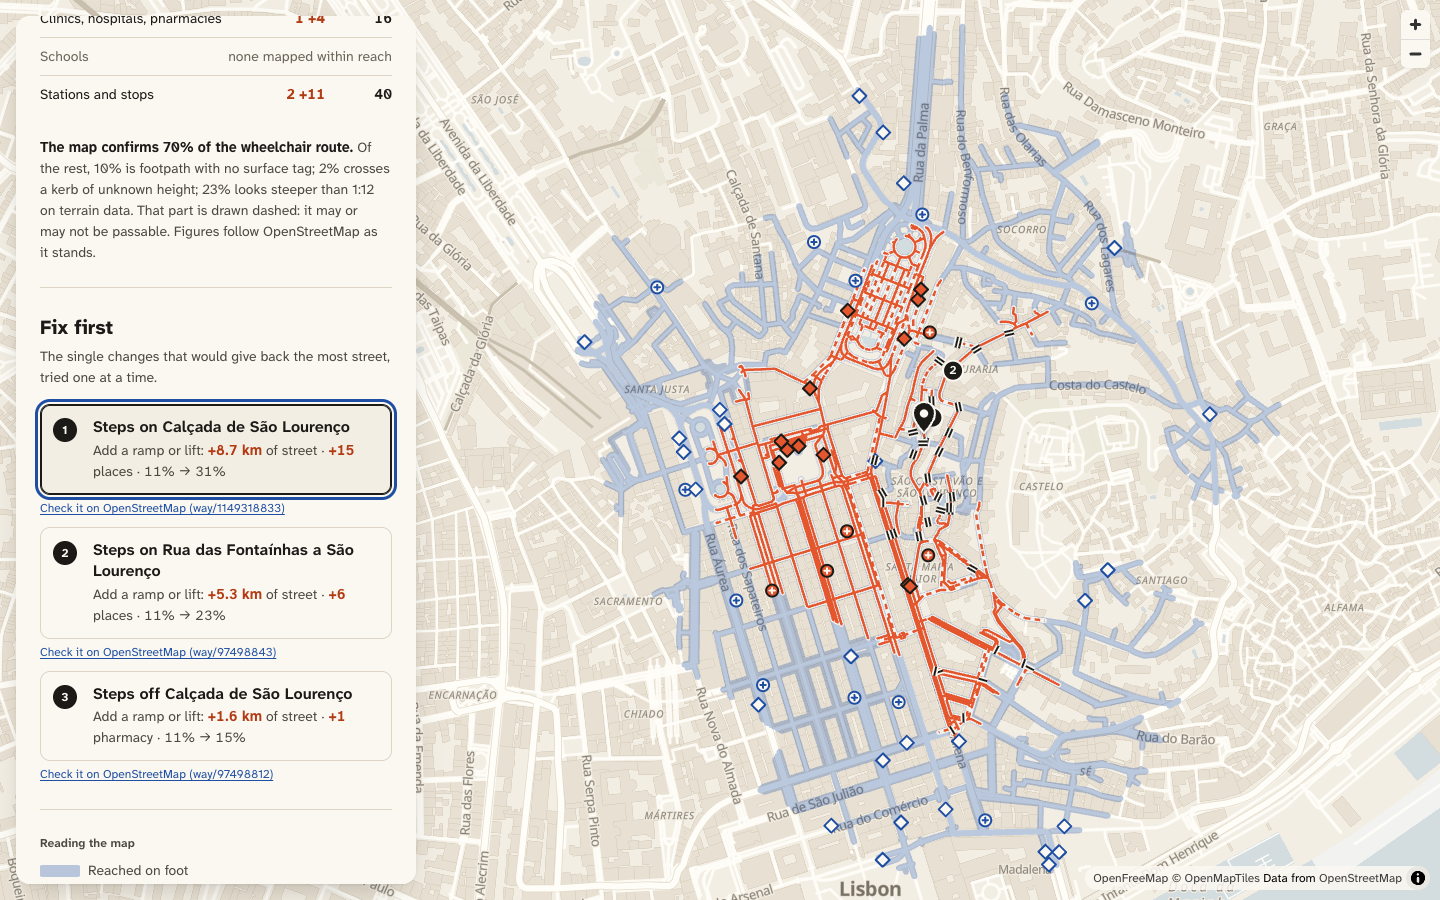 Clinics, hospitals, pharmacies 1 +4 16
Schools none mapped within reach
Stations and stops 2 +11 40
The map confirms 70% of the wheelchair route. Of
the rest, 10% is footpath with no surface tag; 2% crosses
a kerb of unknown height; 23% looks steeper than 1:12
on terrain data. That part is drawn dashed: it may or
may not be passable. Figures follow OpenStreetMap as
it stands.
Fix first
The single changes that would give back the most street,
tried one at a time.
1 Steps on Calçada de São Lourenço
Add a ramp or lift: +8.7 km of street · +15
places · 11% → 31%
Check it on OpenStreetMap (way/1149318833)
2 Steps on Rua das Fontaínhas a São
Lourenço
Add a ramp or lift: +5.3 km of street · +6
places · 11% → 23%
Check it on OpenStreetMap (way/97498843)
3 Steps off Calçada de São Lourenço
Add a ramp or lift: +1.6 km of street · +1
pharmacy · 11% → 15%
Check it on OpenStreetMap (way/97498812)
Reading the map
Reached on foot
SÃO JOSÉ
Avenida da Liberdade
Calçada da Glória
Calçada de Santana
Rua da Palma
Rua do Benformoso
Rua das Olarias
Rua Damasceno Monteiro
Rua da Senhora da Glória
GRAÇA
SOCORRO
Rua dos Lagares
SANTA JUSTA
2
Costa do Castelo
CASTELO
SANTIAGO
ALFAMA
Rua Áurea
SACRAMENTO
ENCARNAÇÃO
CHIADO
MÁRTIRES
Rua das Flores
Rua Serpa Pinto
Rua Nova do Almada
Rua de São Julião
Rua do Comércio
Rua do Barão
SÉ
Lisbon
+
−
OpenFreeMap © OpenMapTiles Data from OpenStreetMap